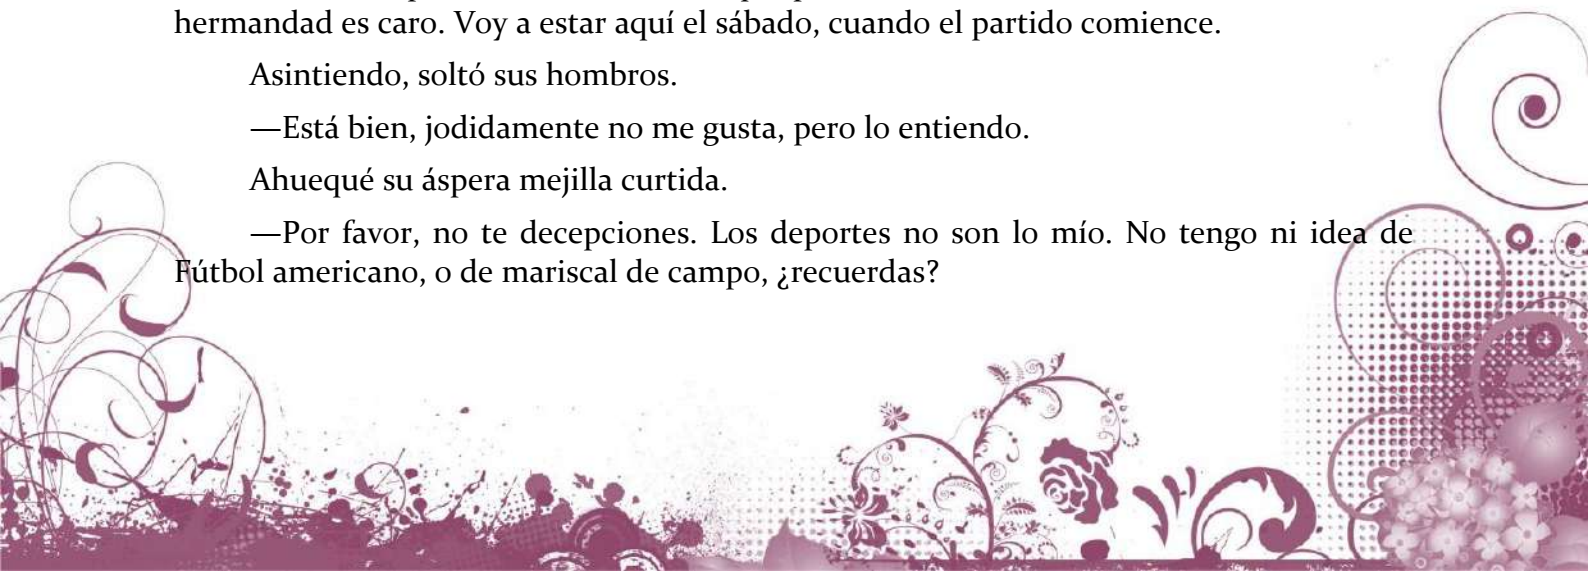 hermandad es caro. Voy a estar aquí el sábado, cuando el partido comience.
Asintiendo, soltó sus hombros.
—Está bien, jodidamente no me gusta, pero lo entiendo.
Ahuequé su áspera mejilla curtida.
—Por favor, no te decepciones. Los deportes no son lo mío. No tengo ni idea de
Fútbol americano, o de mariscal de campo, ¿recuerdas?